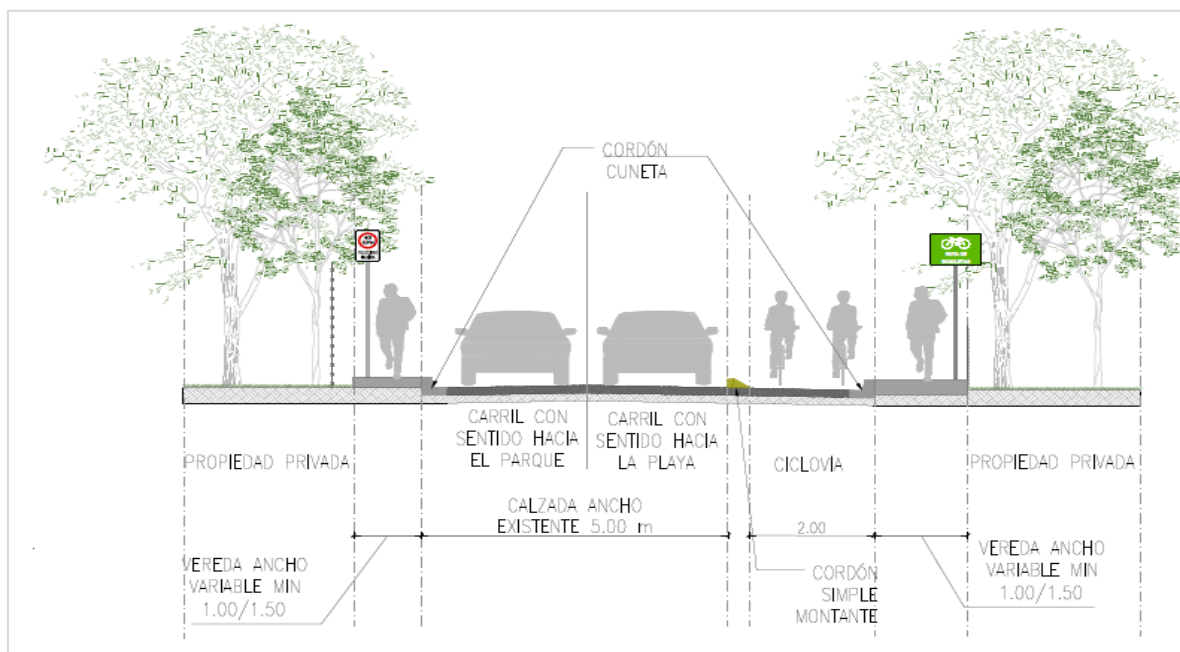 CORDÓN
CUNETA
CARRIL CON
SENTIDO HACIA
EL PARQUE
CARRIL CON
SENTIDO HACIA
LA PLAYA
PROPIEDAD PRIVADA
CICLOVÍA
PROPIEDAD PRIVADA
CALZADA ANCHO
EXISTENTE 5.00 m
2.00
VEREDA ANCHO
VARIABLE MIN
1.00/1.50
CORDÓN
SIMPLE
MONTANTE
VEREDA ANCHO
VARIABLE MIN
1.00/1.50